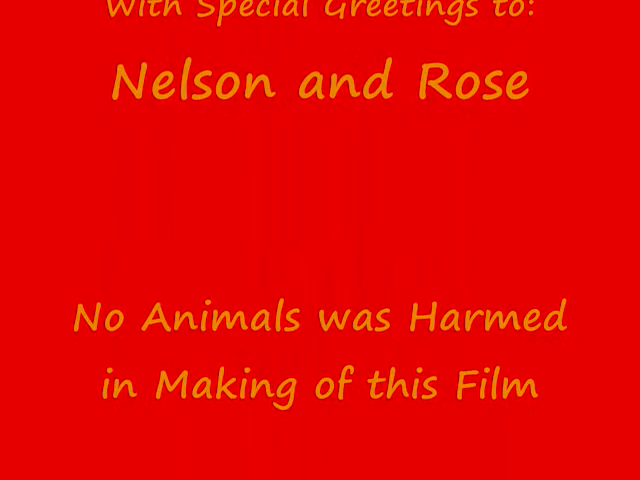 With Special Greetings to:
Nelson and Rose
No Animals was Harmed
in Making of this Film